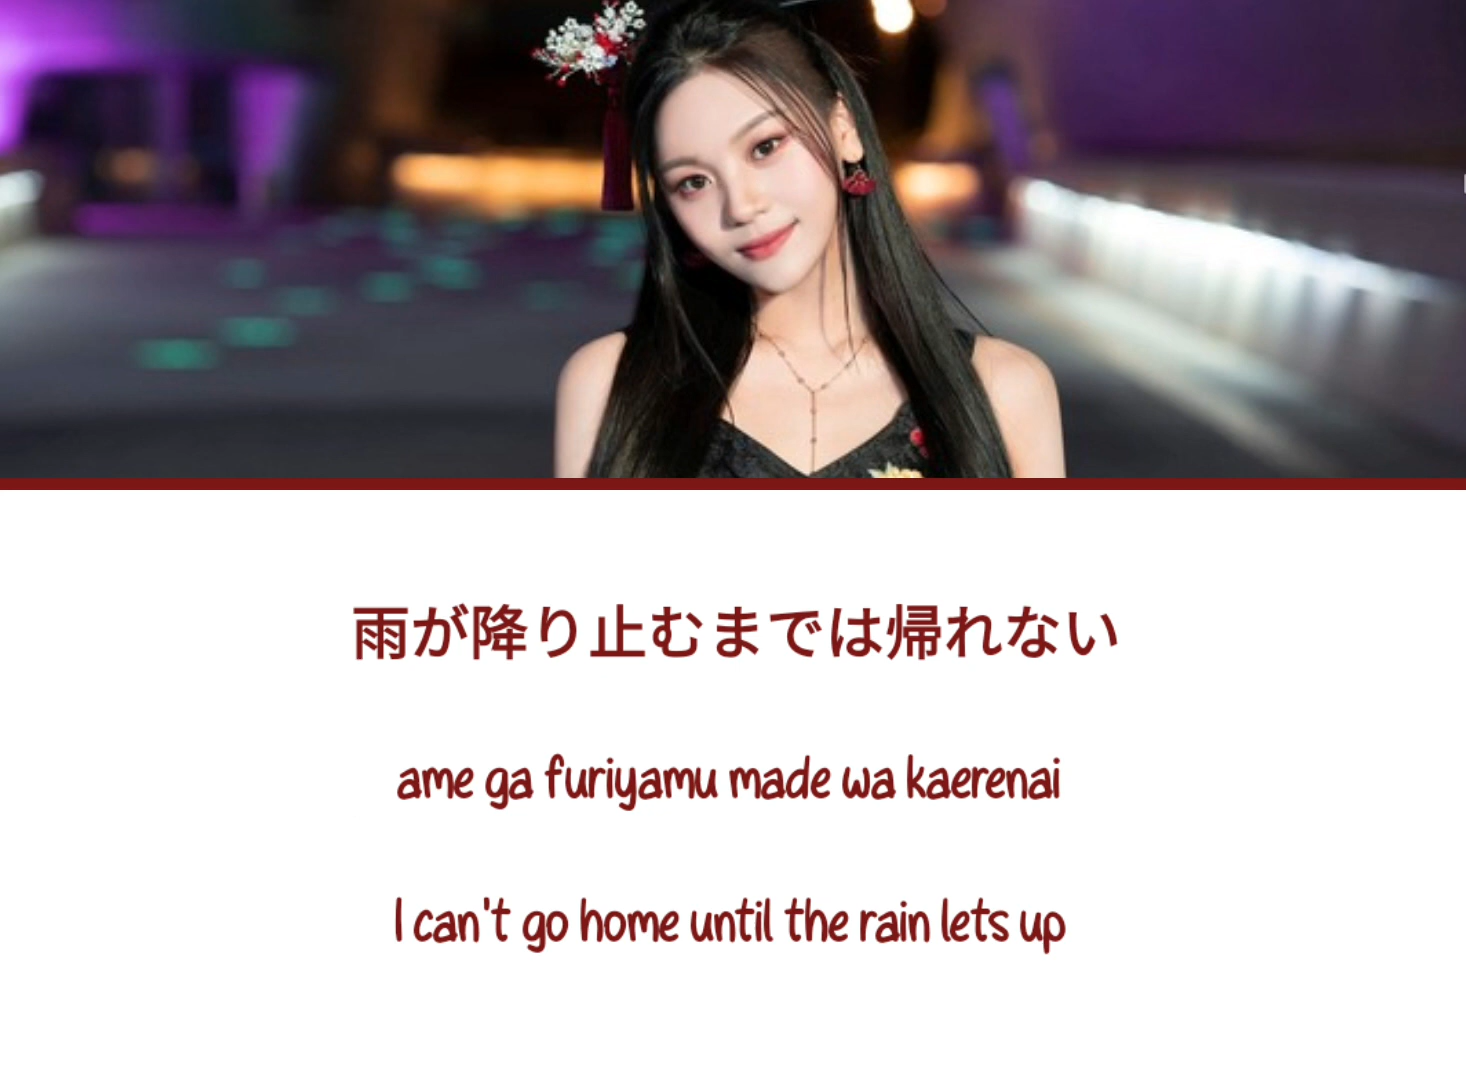 雨が降り止むまでは帰れない
ame ga furiyamu made wa kaerenai
I can't go home until the rain lets up